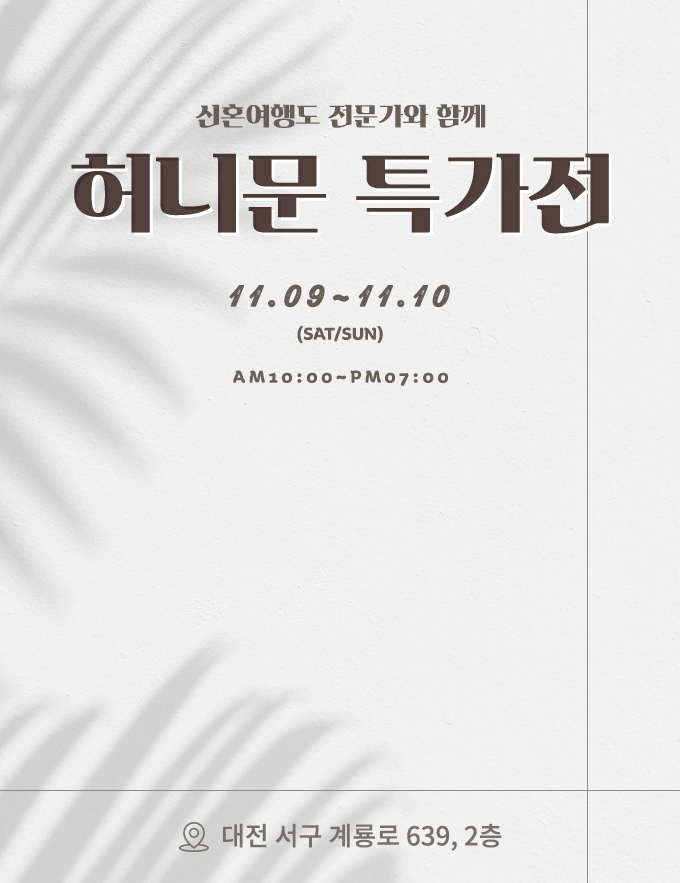 신혼여행도 전문가와 함께
허니문 특가전
11.09~11.10
(SAT/SUN)
AM10:00~PM07:00
대전 서구 계룡로 639, 2층